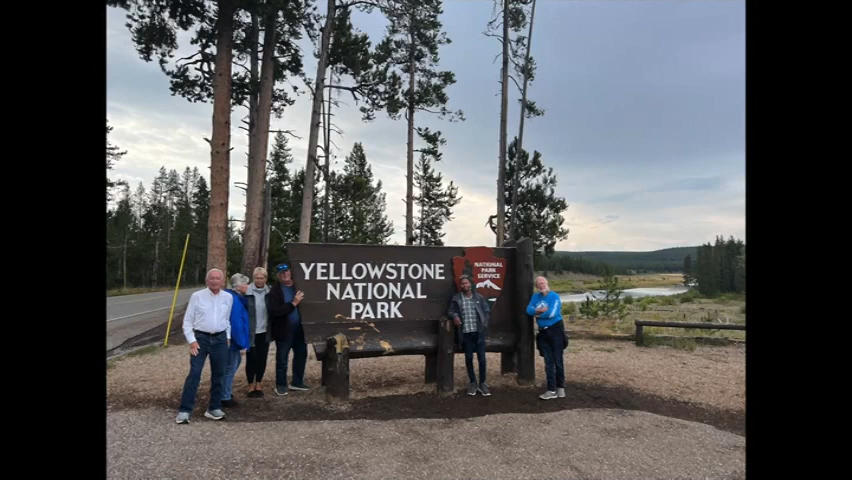 YELLOWSTONE
NATIONAL
PARK
NATIONAL
PARK
SERVICE